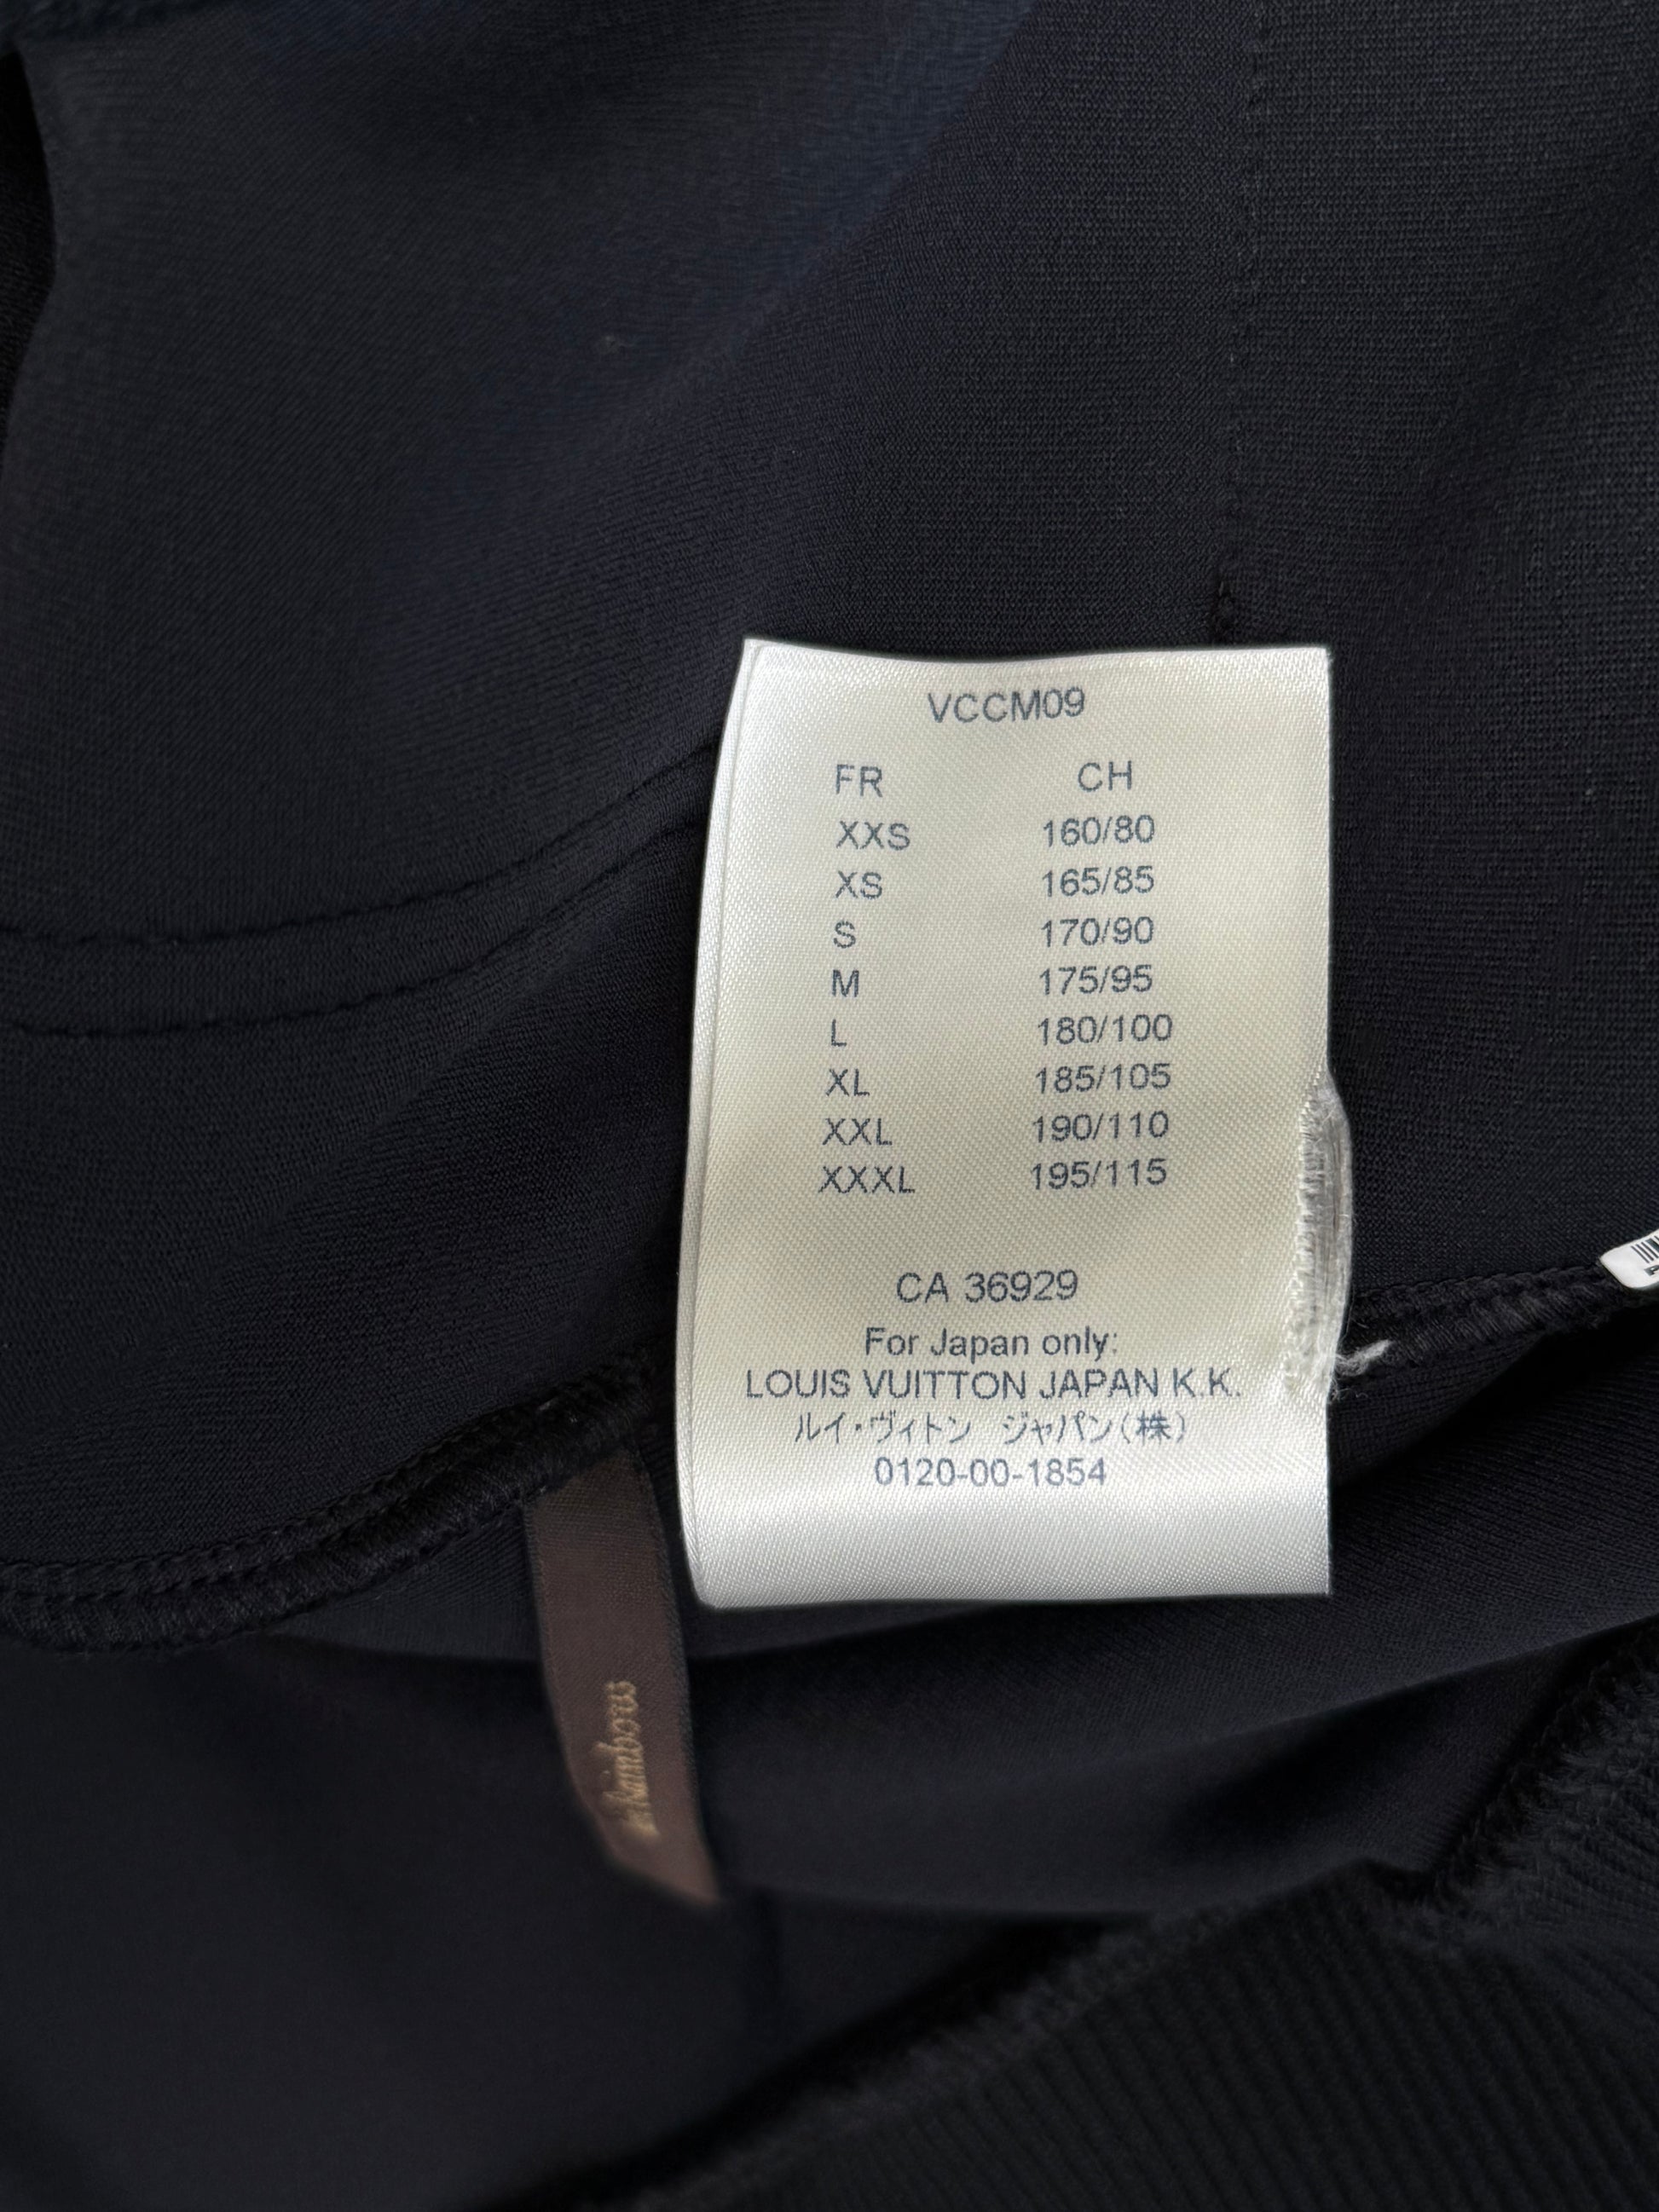 VCCM09
FR CH
XXS 160/80
XS 165/85
S 170/90
M 175/95
L 180/100
XL 185/105
XXL 190/110
XXXL 195/115
CA 36929
For Japan only:
LOUIS VUITTON JAPAN K.K.
ルイ・ヴィトン ジャパン(株)
0120-00-1854